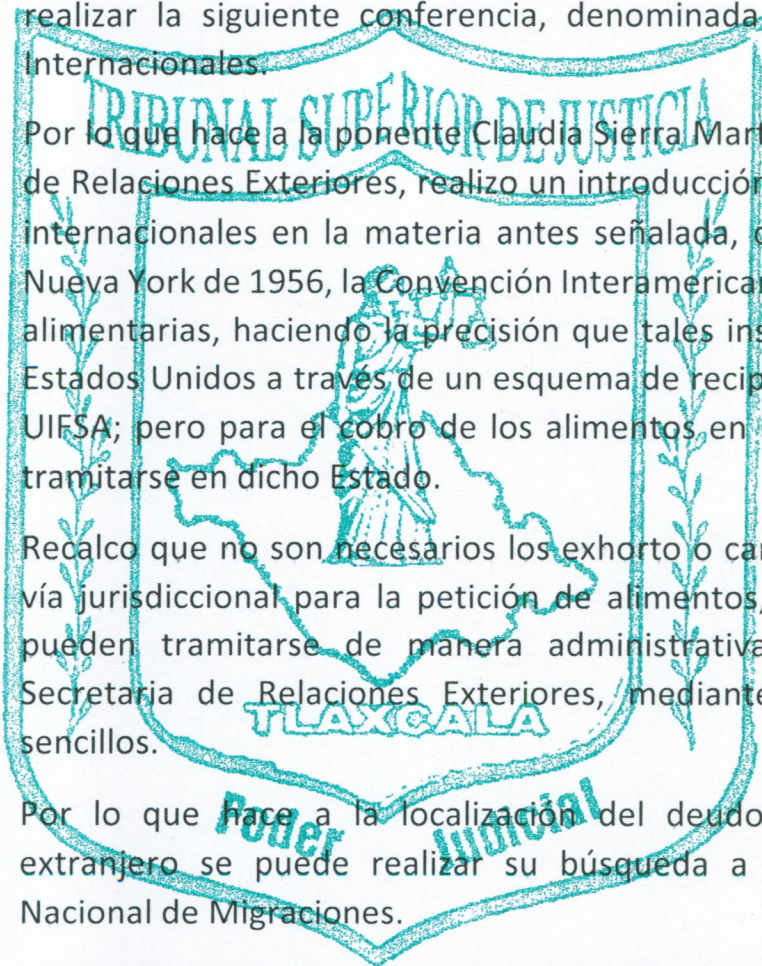 realizar la siguiente conferencia, denominada
Internacionales.
TRIBUNAL SUPERIOR DE JUSTICIA
Por lo que hace a la ponente Claudia Sierra Mart
de Relaciones Exteriores, realizo un introducción
internacionales en la materia antes señalada,
Nueva York de 1956, la Convención Interamerican
alimentarias, haciendo la precisión que tales ins
Estados Unidos a través de un esquema de recip
UIFSA; pero para el cobro de los alimentos en
tramitarse en dicho Estado.
Recalco que no son necesarios los exhorto o car
vía jurisdiccional para la petición de alimentos,
pueden tramitarse de manera administrativa
Secretaria de Relaciones Exteriores, mediante
TLAXCALA
sencillos.
Por lo que hace a la localización del deudo
Poder Judicial
extranjero se puede realizar su búsqueda a
Nacional de Migraciones.